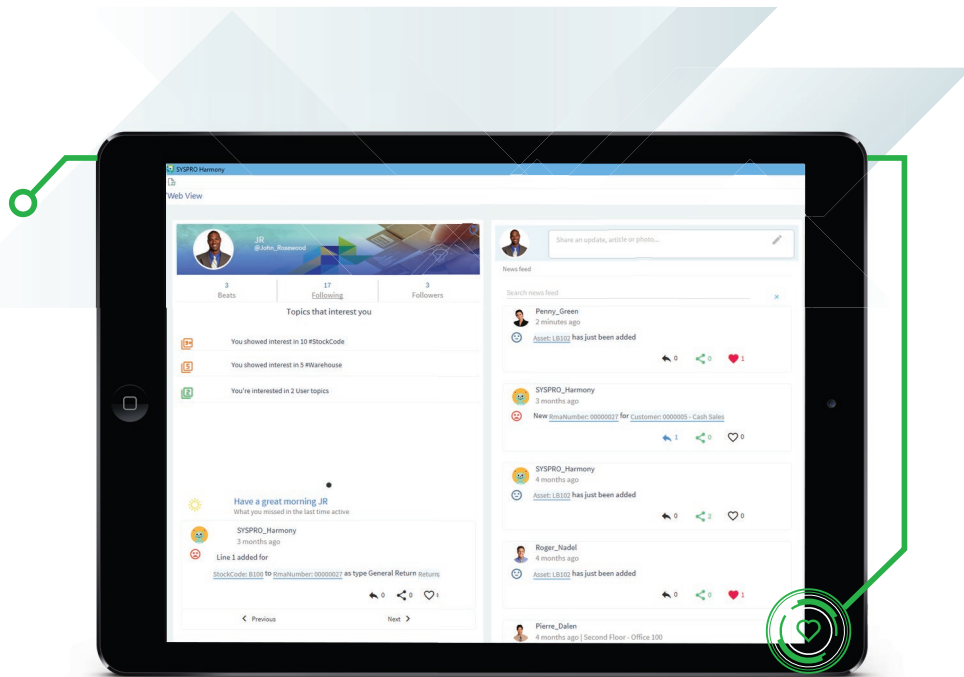 SYSPRO Harmony
Web View
JR
@John_Rosewood
3
Beats
17
Following
3
Followers
Topics that interest you
9+
You showed interest in 10 #StockCode
5
You showed interest in 5 #Warehouse
2
You're interested in 2 User topics
Have a great morning JR
What you missed in the last time active
SYSPRO_Harmony
3 months ago
Line 1 added for
StockCode: B100 to RmaNumber: 00000027 as type General Return Return:
0 0
Previous Next
Share an update, article or photo...
News feed
Search news feed
×
Penny_Green
2 minutes ago
Asset: LB102 has just been added
0 0 1
SYSPRO_Harmony
3 months ago
New RmaNumber: 00000027 for Customer: 0000005 - Cash Sales
1 0 0
SYSPRO_Harmony
4 months ago
Asset: LB102 has just been added
0 2 0
Roger_Nadel
4 months ago
Asset: LB102 has just been added
0 0 1
Pierre_Dalen
4 months ago | Second Floor - Office 100